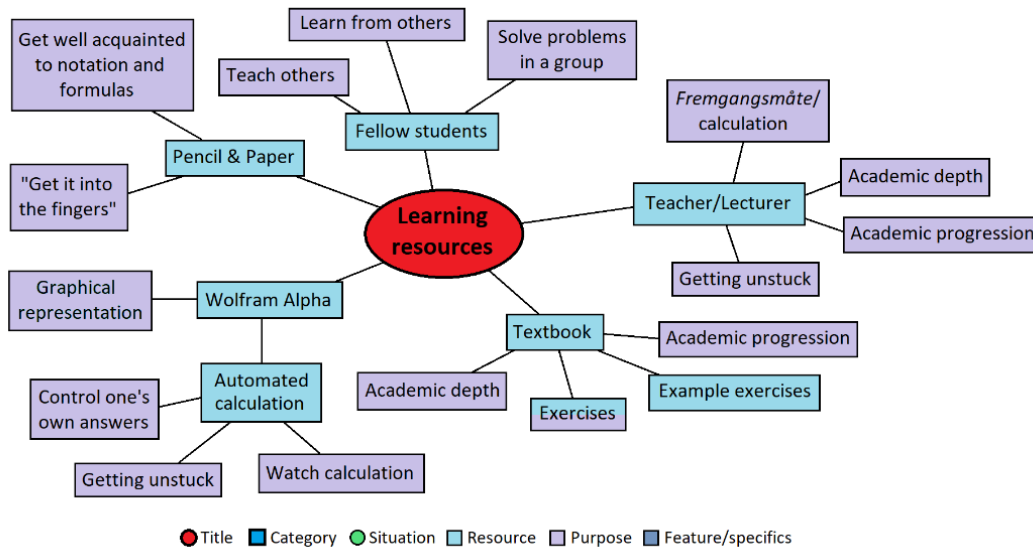 Get well acquainted
to notation and
formulas
Learn from others
Solve problems
in a group
Teach others
Fellow students
Pencil & Paper
"Get it into
the fingers"
Fremgangsmåte/
calculation
Academic depth
Teacher/Lecturer
Academic progression
Getting unstuck
Learning
resources
Graphical
representation
Wolfram Alpha
Textbook
Academic progression
Academic depth
Example exercises
Exercises
Automated
calculation
Control one's
own answers
Getting unstuck
Watch calculation
Title
Category
Situation
Resource
Purpose
Feature/specifics